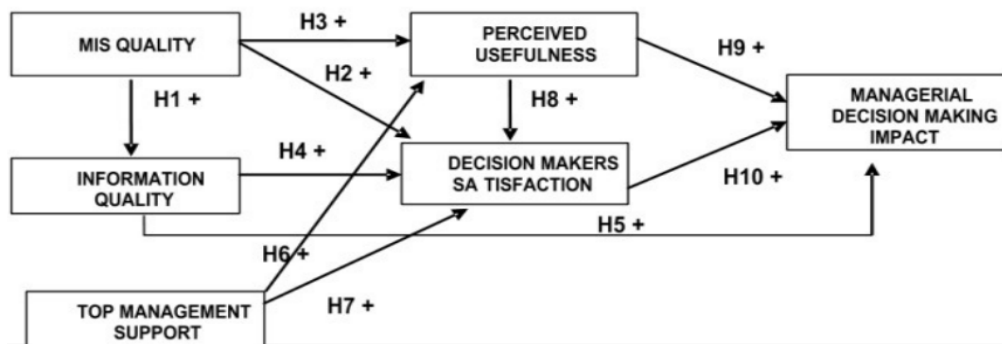 H3 +
MIS QUALITY
PERCEIVED
USEFULNESS
H9 +
H2 +
H1 +
H8 +
MANAGERIAL
DECISION MAKING
IMPACT
H4 +
INFORMATION
QUALITY
DECISION MAKERS
SA TISFACTION
H10 +
H5 +
H6 +
H7 +
TOP MANAGEMENT
SUPPORT